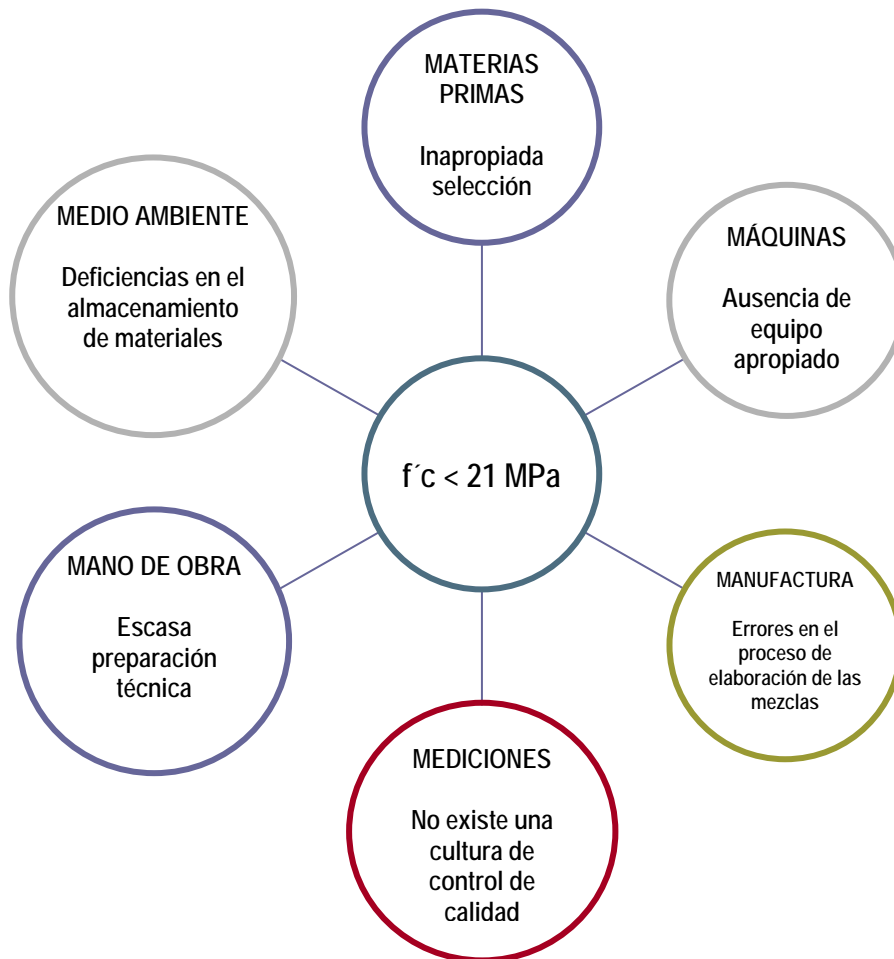 MATERIAS
PRIMAS
Inapropiada
selección
MEDIO AMBIENTE
Deficiencias en el
almacenamiento
de materiales
MÁQUINAS
Ausencia de
equipo
apropiado
f´c < 21 MPa
MANO DE OBRA
Escasa
preparación
técnica
MANUFACTURA
Errores en el
proceso de
elaboración de las
mezclas
MEDICIONES
No existe una
cultura de
control de
calidad